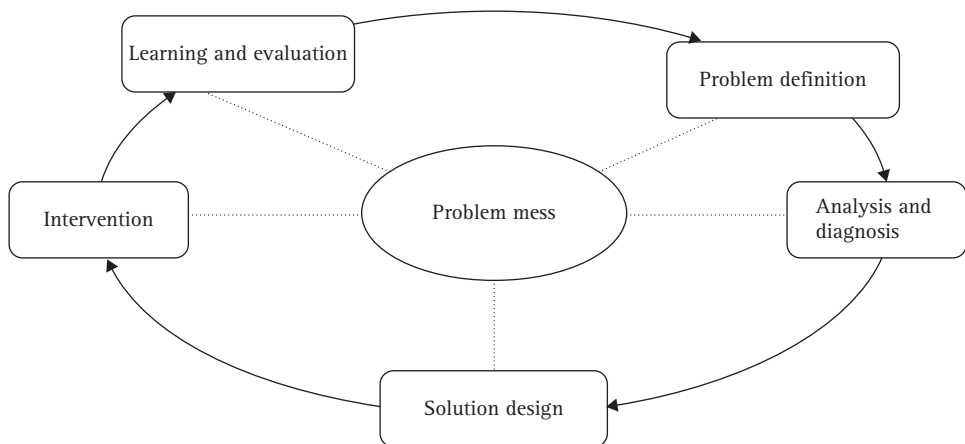 Learning and evaluation
Problem definition
Problem mess
Intervention
Analysis and
diagnosis
Solution design